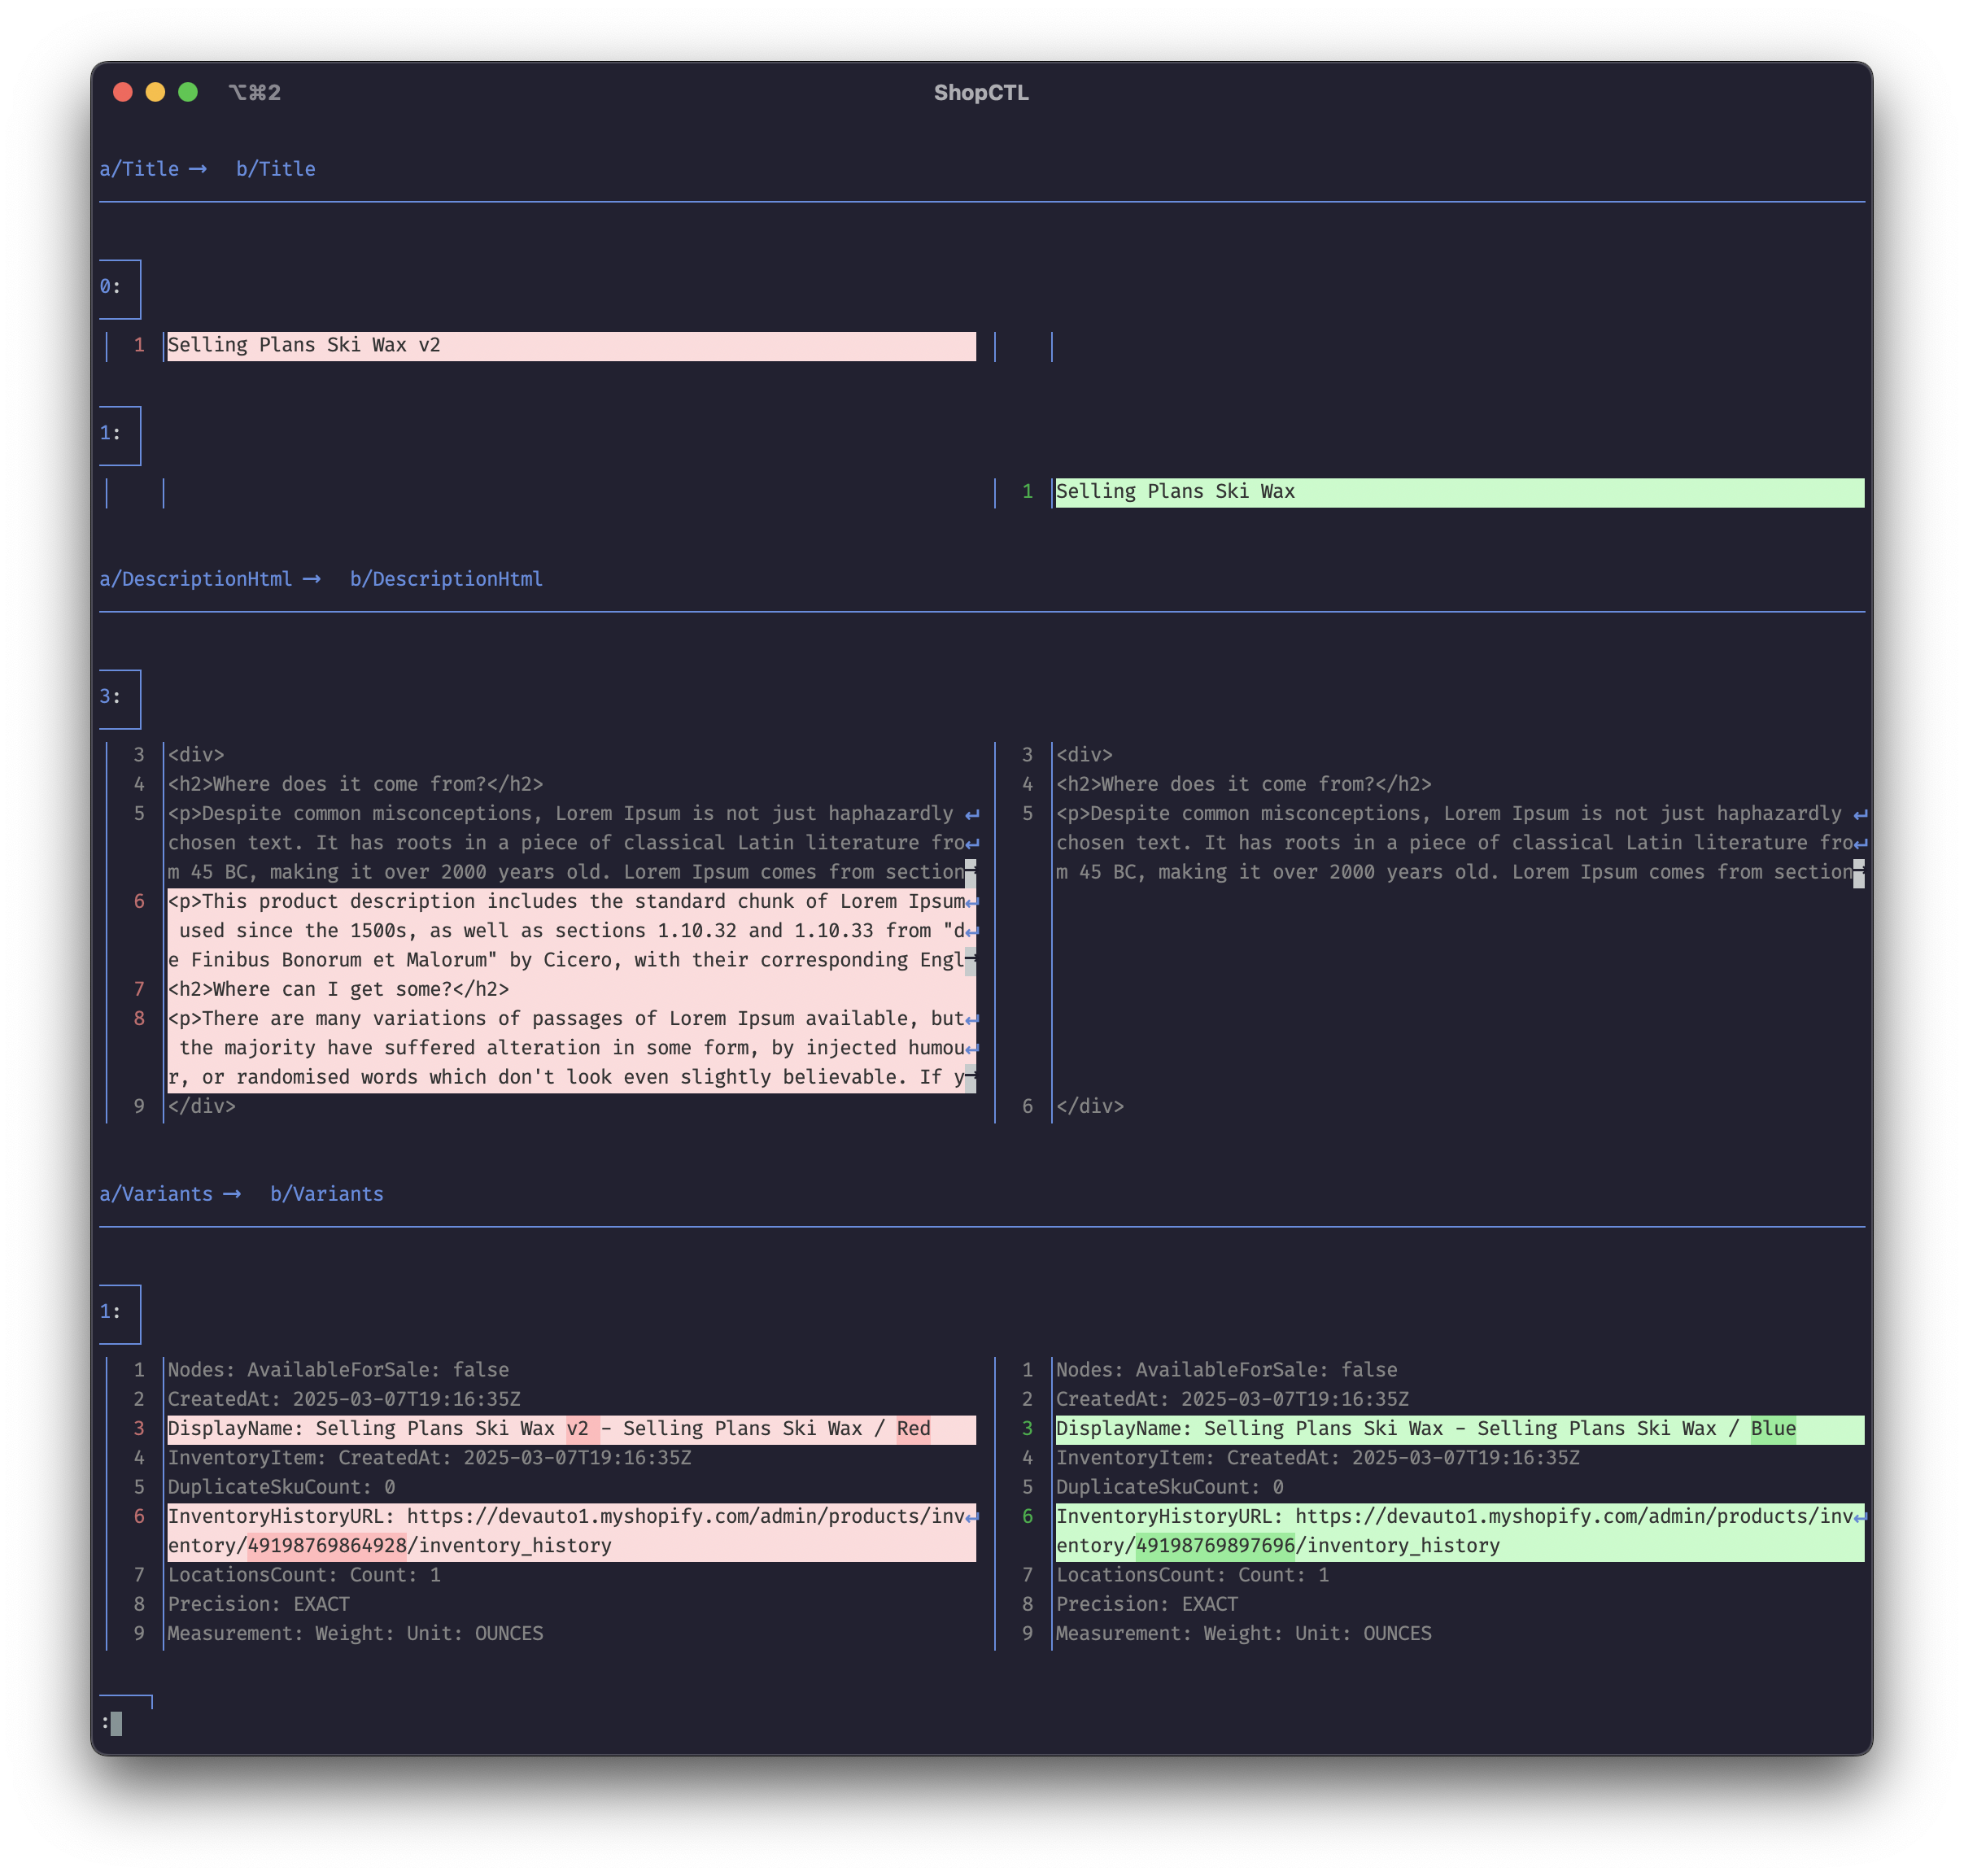 ⌥⌘2
ShopCTL
a/Title ⟶ b/Title
0:
1 Selling Plans Ski Wax v2
1:
1 Selling Plans Ski Wax
a/DescriptionHtml ⟶ b/DescriptionHtml
3:
3 <div>
4 <h2>Where does it come from?</h2>
5 <p>Despite common misconceptions, Lorem Ipsum is not just haphazardly ↵
chosen text. It has roots in a piece of classical Latin literature fro↵
m 45 BC, making it over 2000 years old. Lorem Ipsum comes from section→
6 <p>This product description includes the standard chunk of Lorem Ipsum↵
used since the 1500s, as well as sections 1.10.32 and 1.10.33 from "d↵
e Finibus Bonorum et Malorum" by Cicero, with their corresponding Engl→
7 <h2>Where can I get some?</h2>
8 <p>There are many variations of passages of Lorem Ipsum available, but↵
the majority have suffered alteration in some form, by injected humou↵
r, or randomised words which don't look even slightly believable. If y→
9 </div>
3 <div>
4 <h2>Where does it come from?</h2>
5 <p>Despite common misconceptions, Lorem Ipsum is not just haphazardly ↵
chosen text. It has roots in a piece of classical Latin literature fro↵
m 45 BC, making it over 2000 years old. Lorem Ipsum comes from section→
6 </div>
a/Variants ⟶ b/Variants
1:
1 Nodes: AvailableForSale: false
2 CreatedAt: 2025-03-07T19:16:35Z
3 DisplayName: Selling Plans Ski Wax v2 - Selling Plans Ski Wax / Red
4 InventoryItem: CreatedAt: 2025-03-07T19:16:35Z
5 DuplicateSkuCount: 0
6 InventoryHistoryURL: https://devauto1.myshopify.com/admin/products/inv↵
entory/49198769864928/inventory_history
7 LocationsCount: Count: 1
8 Precision: EXACT
9 Measurement: Weight: Unit: OUNCES
1 Nodes: AvailableForSale: false
2 CreatedAt: 2025-03-07T19:16:35Z
3 DisplayName: Selling Plans Ski Wax - Selling Plans Ski Wax / Blue
4 InventoryItem: CreatedAt: 2025-03-07T19:16:35Z
5 DuplicateSkuCount: 0
6 InventoryHistoryURL: https://devauto1.myshopify.com/admin/products/inv↵
entory/49198769897696/inventory_history
7 LocationsCount: Count: 1
8 Precision: EXACT
9 Measurement: Weight: Unit: OUNCES
: